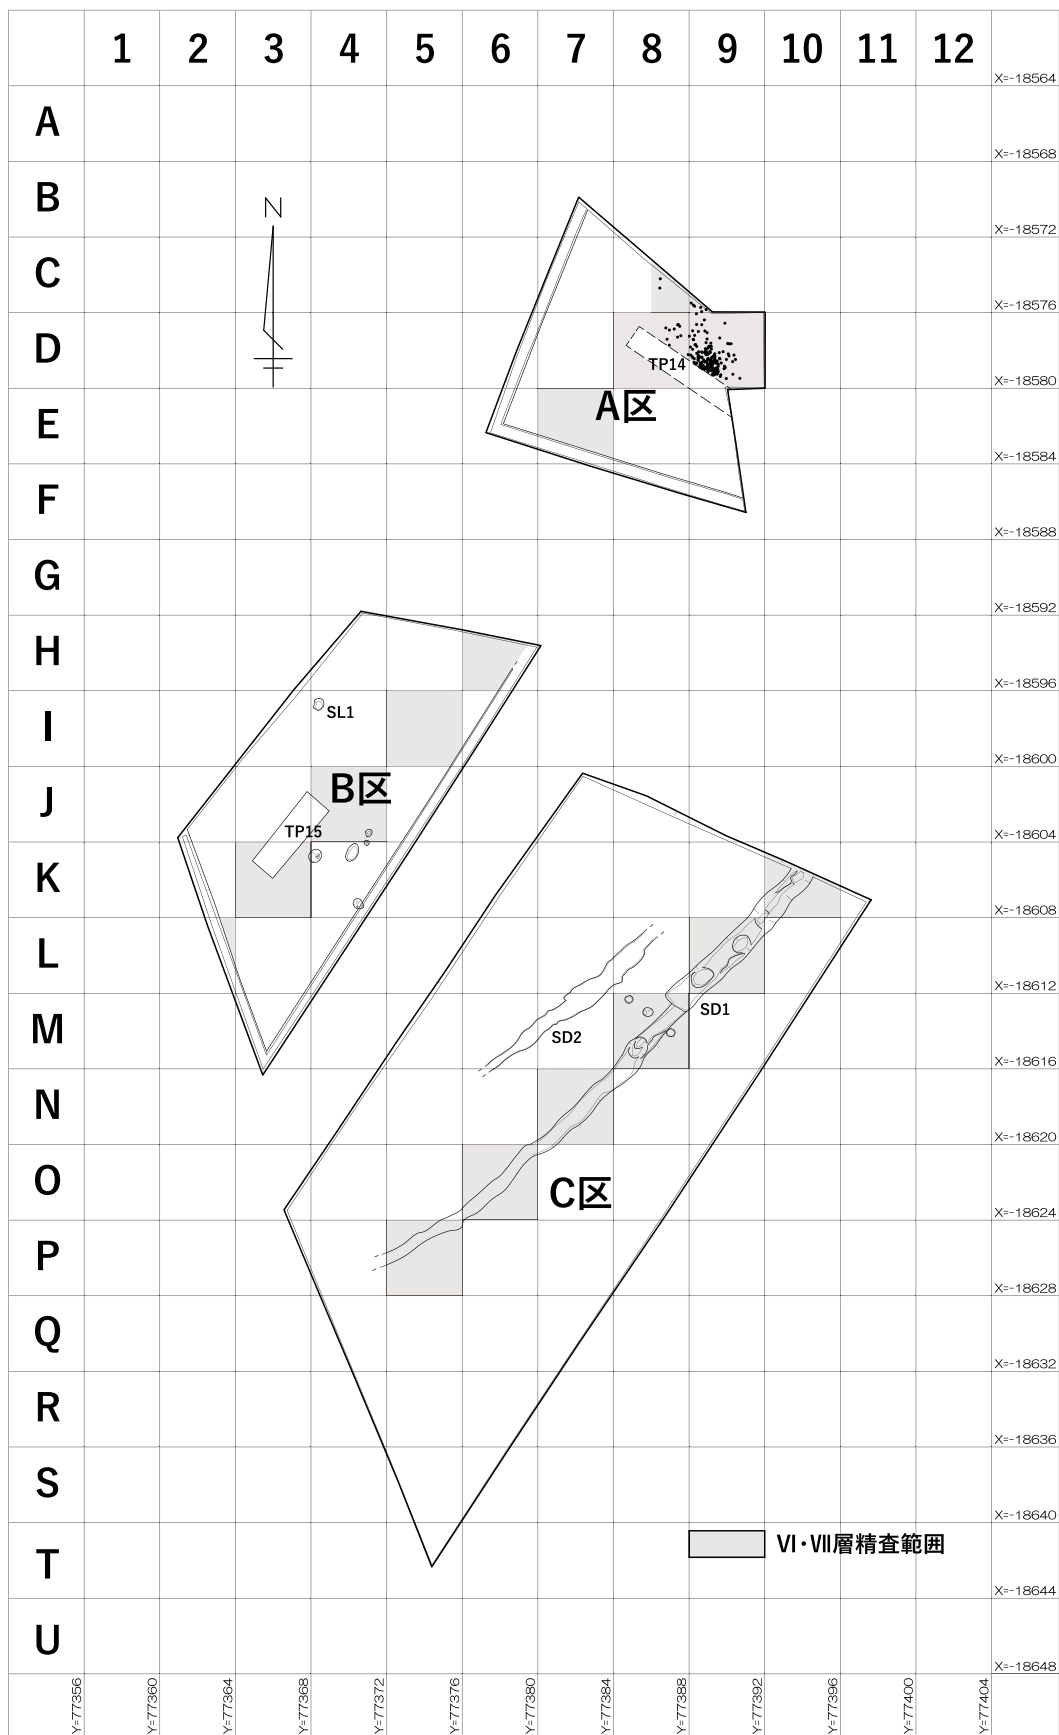 1 2 3 4 5 6 7 8 9 10 11 12
X=-18564
A
X=-18568
B
N
X=-18572
C
X=-18576
D
TP14
X=-18580
A区
E
X=-18584
F
X=-18588
G
X=-18592
H
X=-18596
I
SL1
X=-18600
J
B区
TP15
X=-18604
K
X=-18608
L
X=-18612
M
SD1
SD2
X=-18616
N
X=-18620
O
C区
X=-18624
P
X=-18628
Q
X=-18632
R
X=-18636
S
X=-18640
VI・VII層精査範囲
T
X=-18644
U
X=-18648
Y=77356
Y=77360
Y=77364
Y=77368
Y=77372
Y=77376
Y=77380
Y=77384
Y=77388
Y=77392
Y=77396
Y=77400
Y=77404